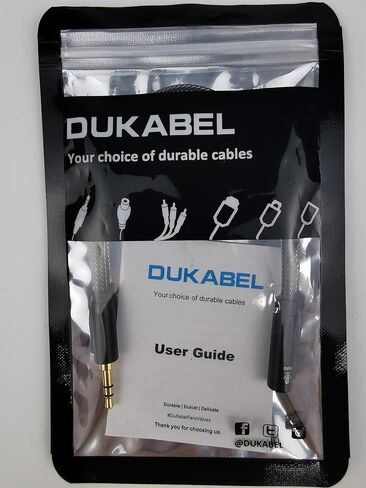 DUKABEL
Your choice of durable cables
DUKABEL
Your choice of durable cables
User Guide
Durable | Dulcet | Delicate
#DuKabelFansValues
Thank you for choosing us.
@DUKABEL